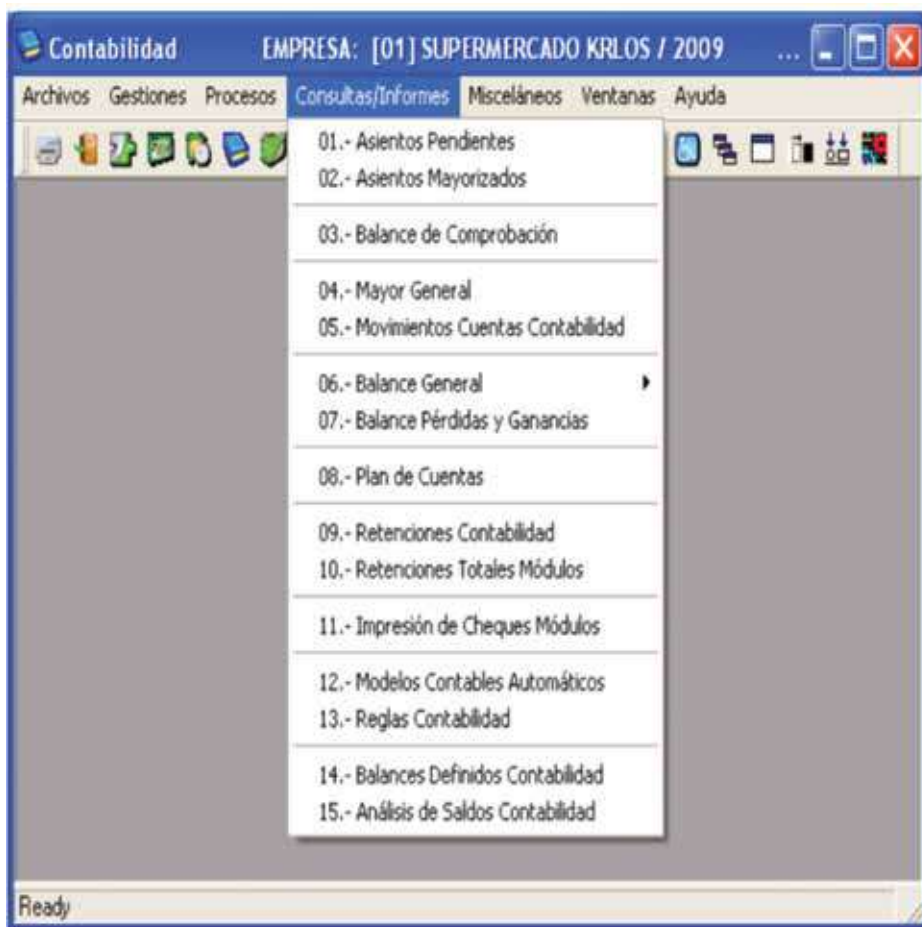 Contabilidad EMPRESA: [01] SUPERMERCADO KRLOS / 2009 ...
Archivos Gestiones Procesos Consultas/Informes Misceláneos Ventanas Ayuda
01.- Asientos Pendientes
02.- Asientos Mayorizados
03.- Balance de Comprobación
04.- Mayor General
05.- Movimientos Cuentas Contabilidad
06.- Balance General
07.- Balance Pérdidas y Ganancias
08.- Plan de Cuentas
09.- Retenciones Contabilidad
10.- Retenciones Totales Módulos
11.- Impresión de Cheques Módulos
12.- Modelos Contables Automáticos
13.- Reglas Contabilidad
14.- Balances Definidos Contabilidad
15.- Análisis de Saldos Contabilidad
Ready